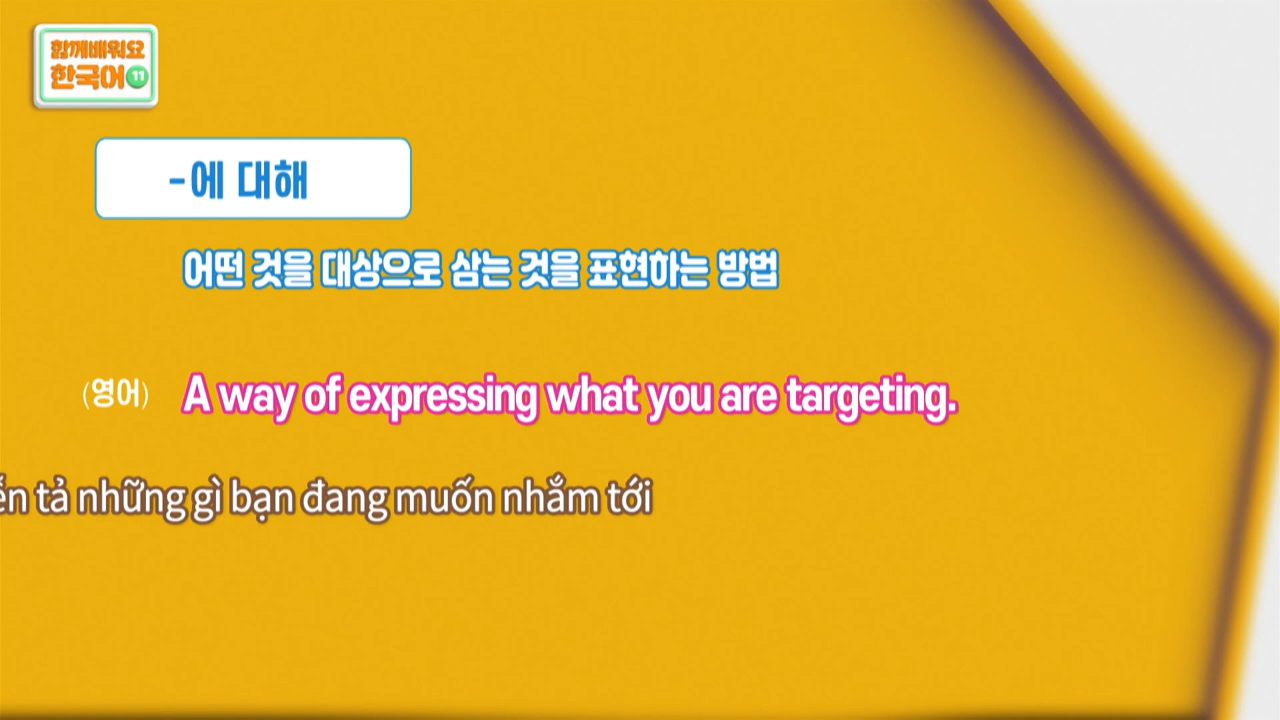 함께배워요
한국어 11
-에 대해
어떤 것을 대상으로 삼는 것을 표현하는 방법
(영어) A way of expressing what you are targeting.
tả những gì bạn đang muốn nhắm tới